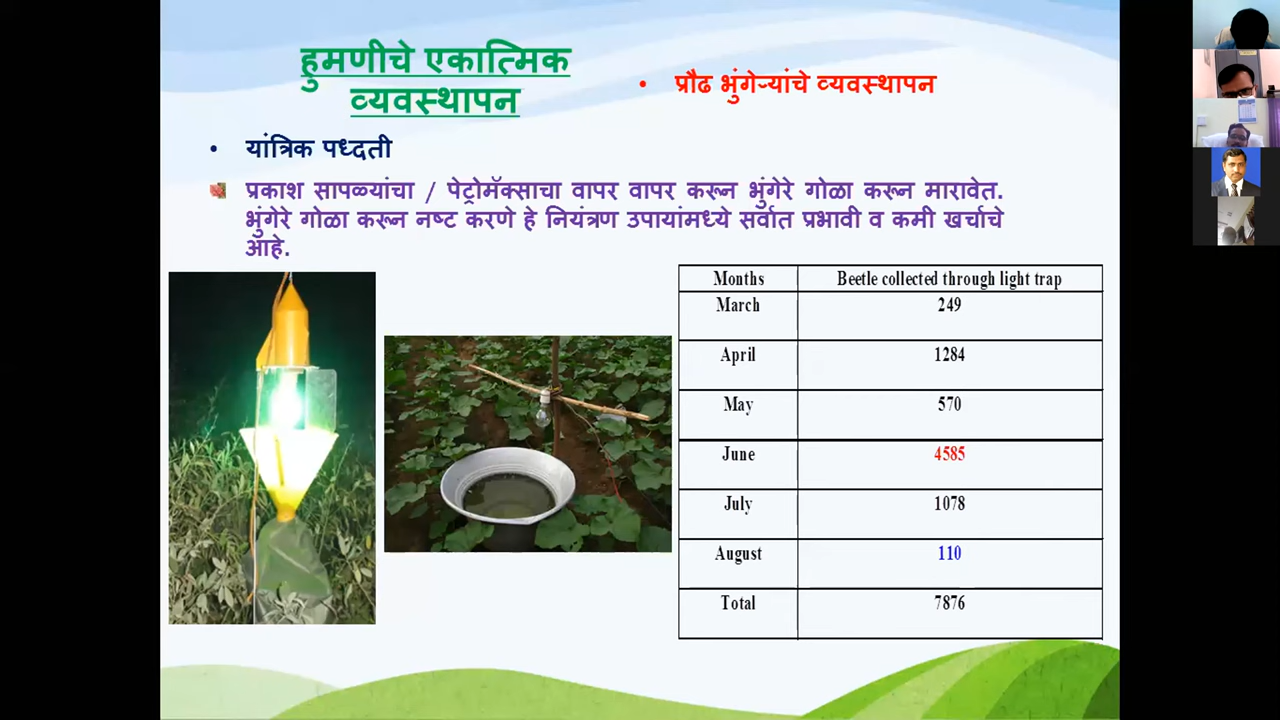 हुमणीचे एकात्मिक
व्यवस्थापन
• प्रौढ भुंगेऱ्यांचे व्यवस्थापन
• यांत्रिक पध्दती
प्रकाश सापळ्यांचा / पेट्रोमॅक्साचा वापर वापर करून भुंगेरे गोळा करून मारावेत.
भुंगेरे गोळा करून नष्ट करणे हे नियंत्रण उपायांमध्ये सर्वात प्रभावी व कमी खर्चाचे
आहे.
Months Beetle collected through light trap
March 249
April 1284
May 570
June 4585
July 1078
August 110
Total 7876